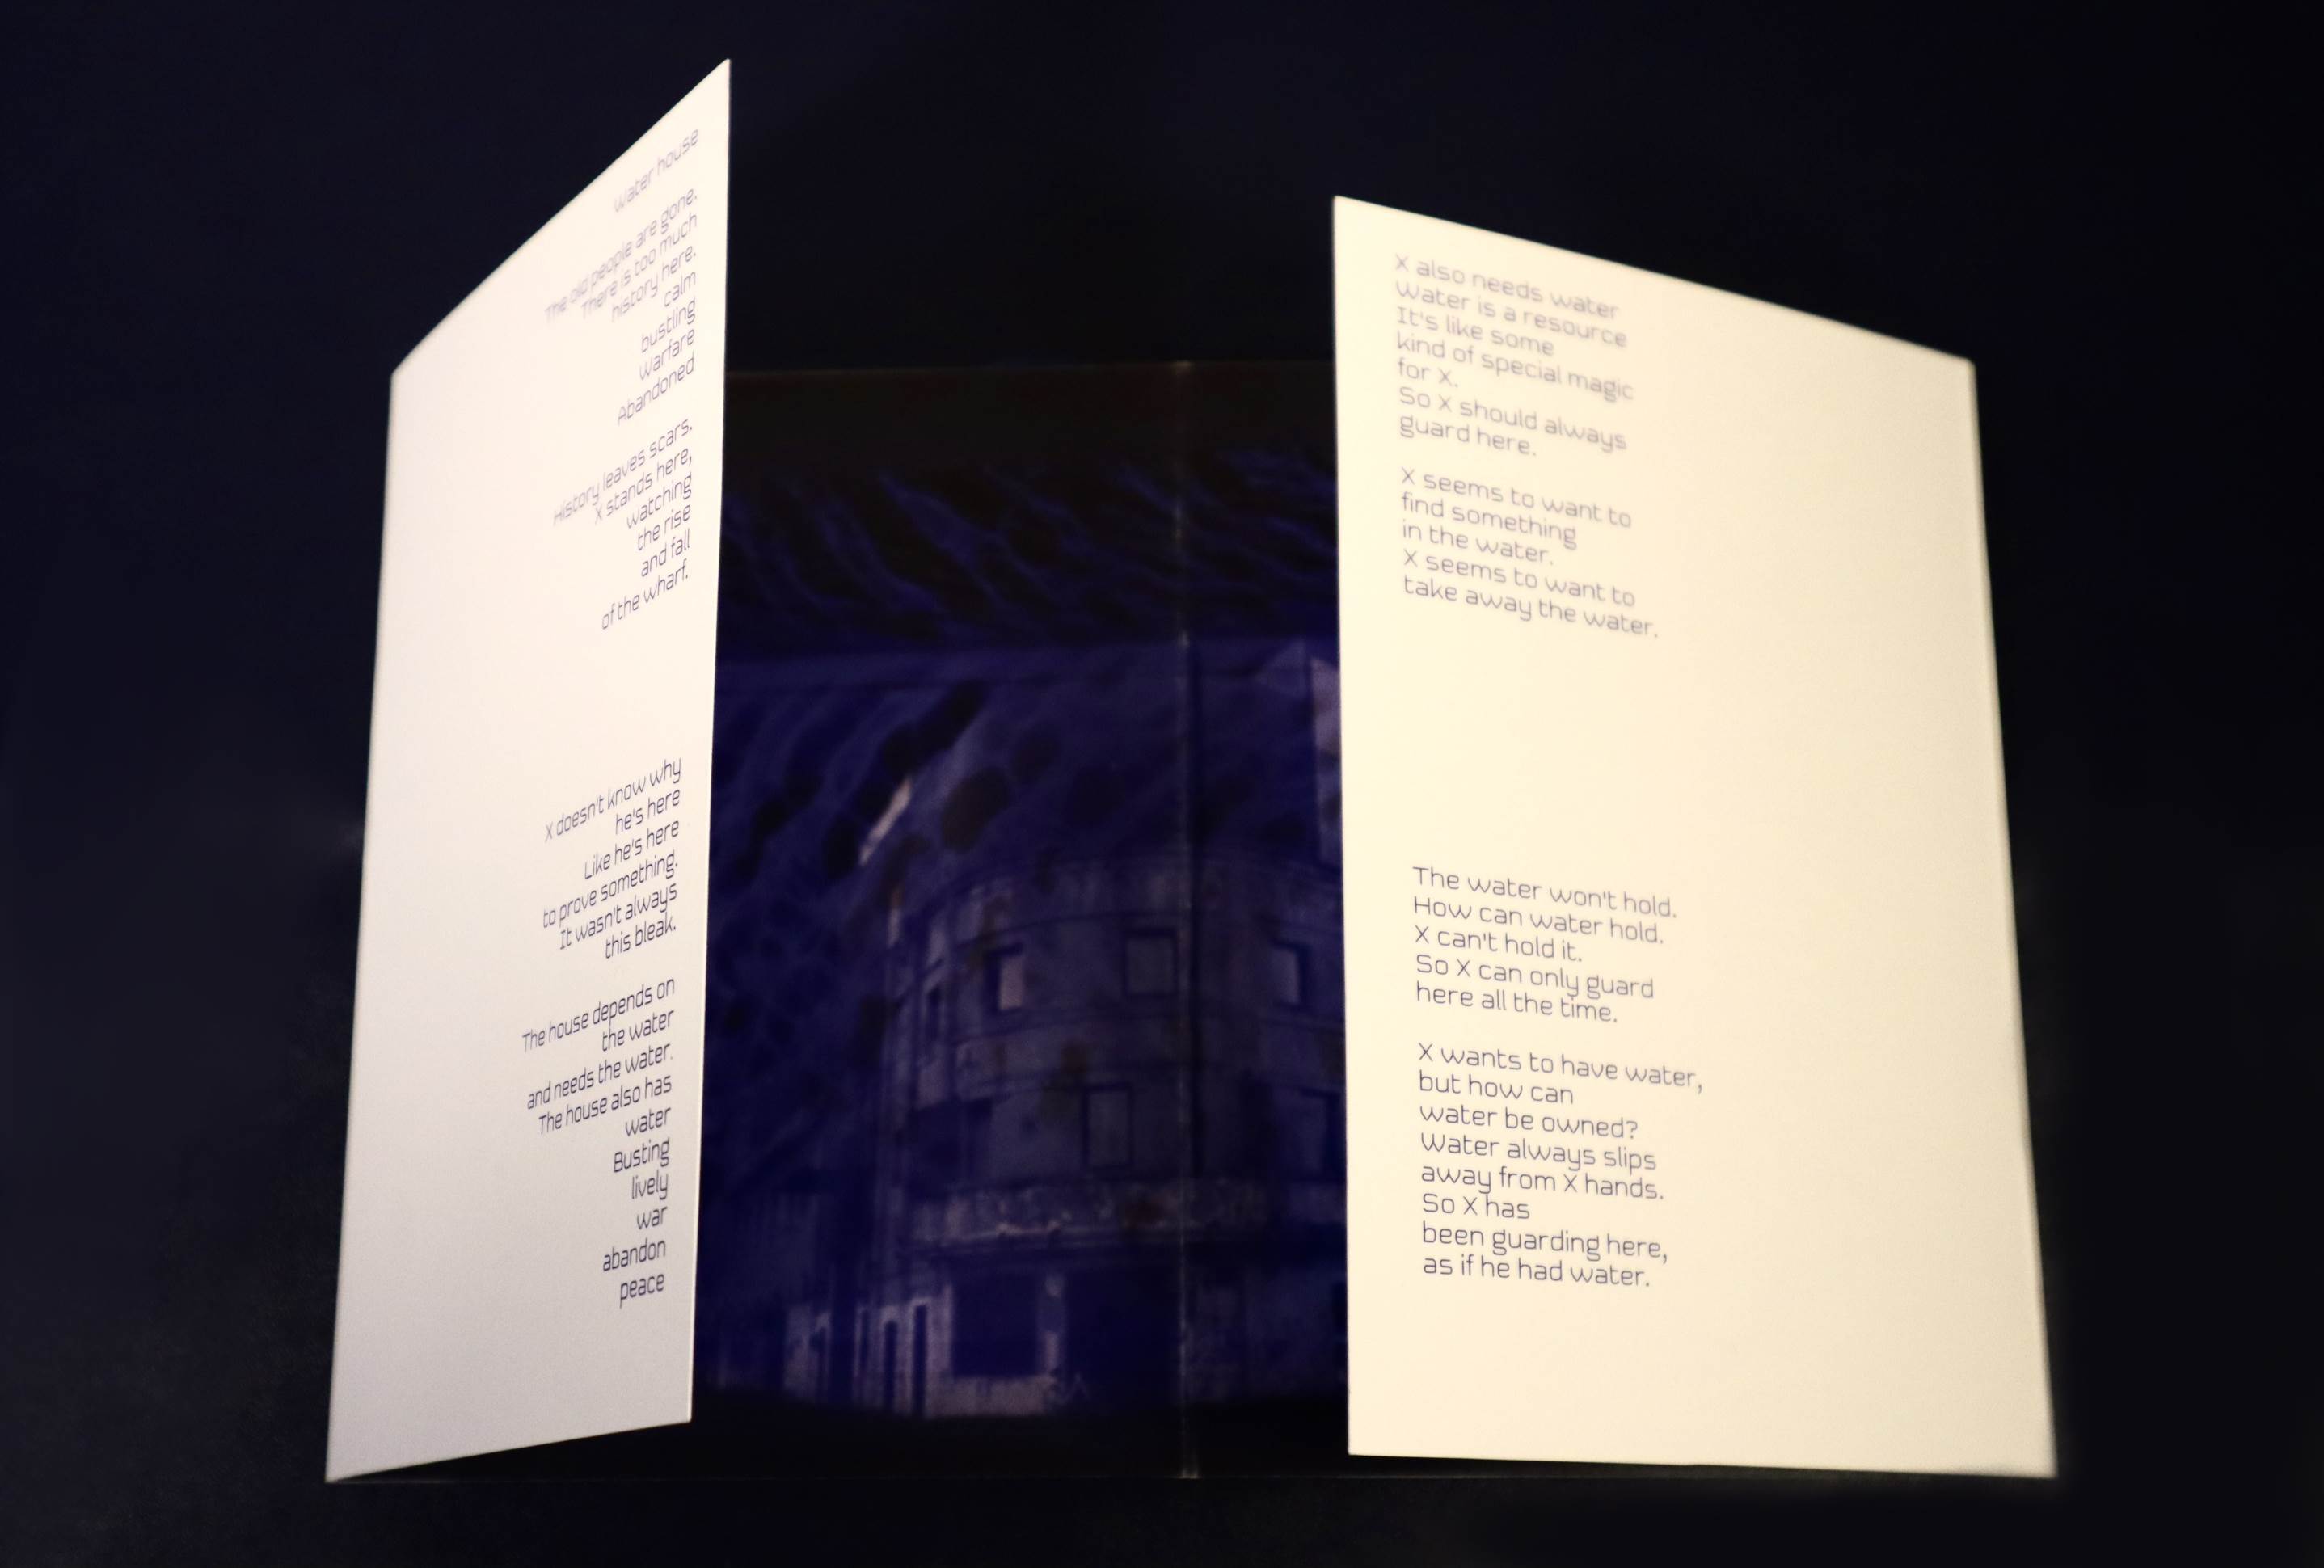 Water house
The old people are gone.
There is too much
history here.
calm
bustling
warfare
Abandoned
History leaves scars.
X stands here,
watching
the rise
and fall
of the wharf.
X doesn't know why
he's here
Like he's here
to prove something.
It wasn't always
this bleak.
The house depends on
the water
and needs the water.
The house also has
water
Busting
lively
war
abandon
peace
X also needs water
Water is a resource
It's like some
kind of special magic
for X.
So X should always
guard here.
X seems to want to
find something
in the water.
X seems to want to
take away the water.
The water won't hold.
How can water hold.
X can't hold it.
So X can only guard
here all the time.
X wants to have water,
but how can
water be owned?
Water always slips
away from X hands.
So X has
been guarding here,
as if he had water.